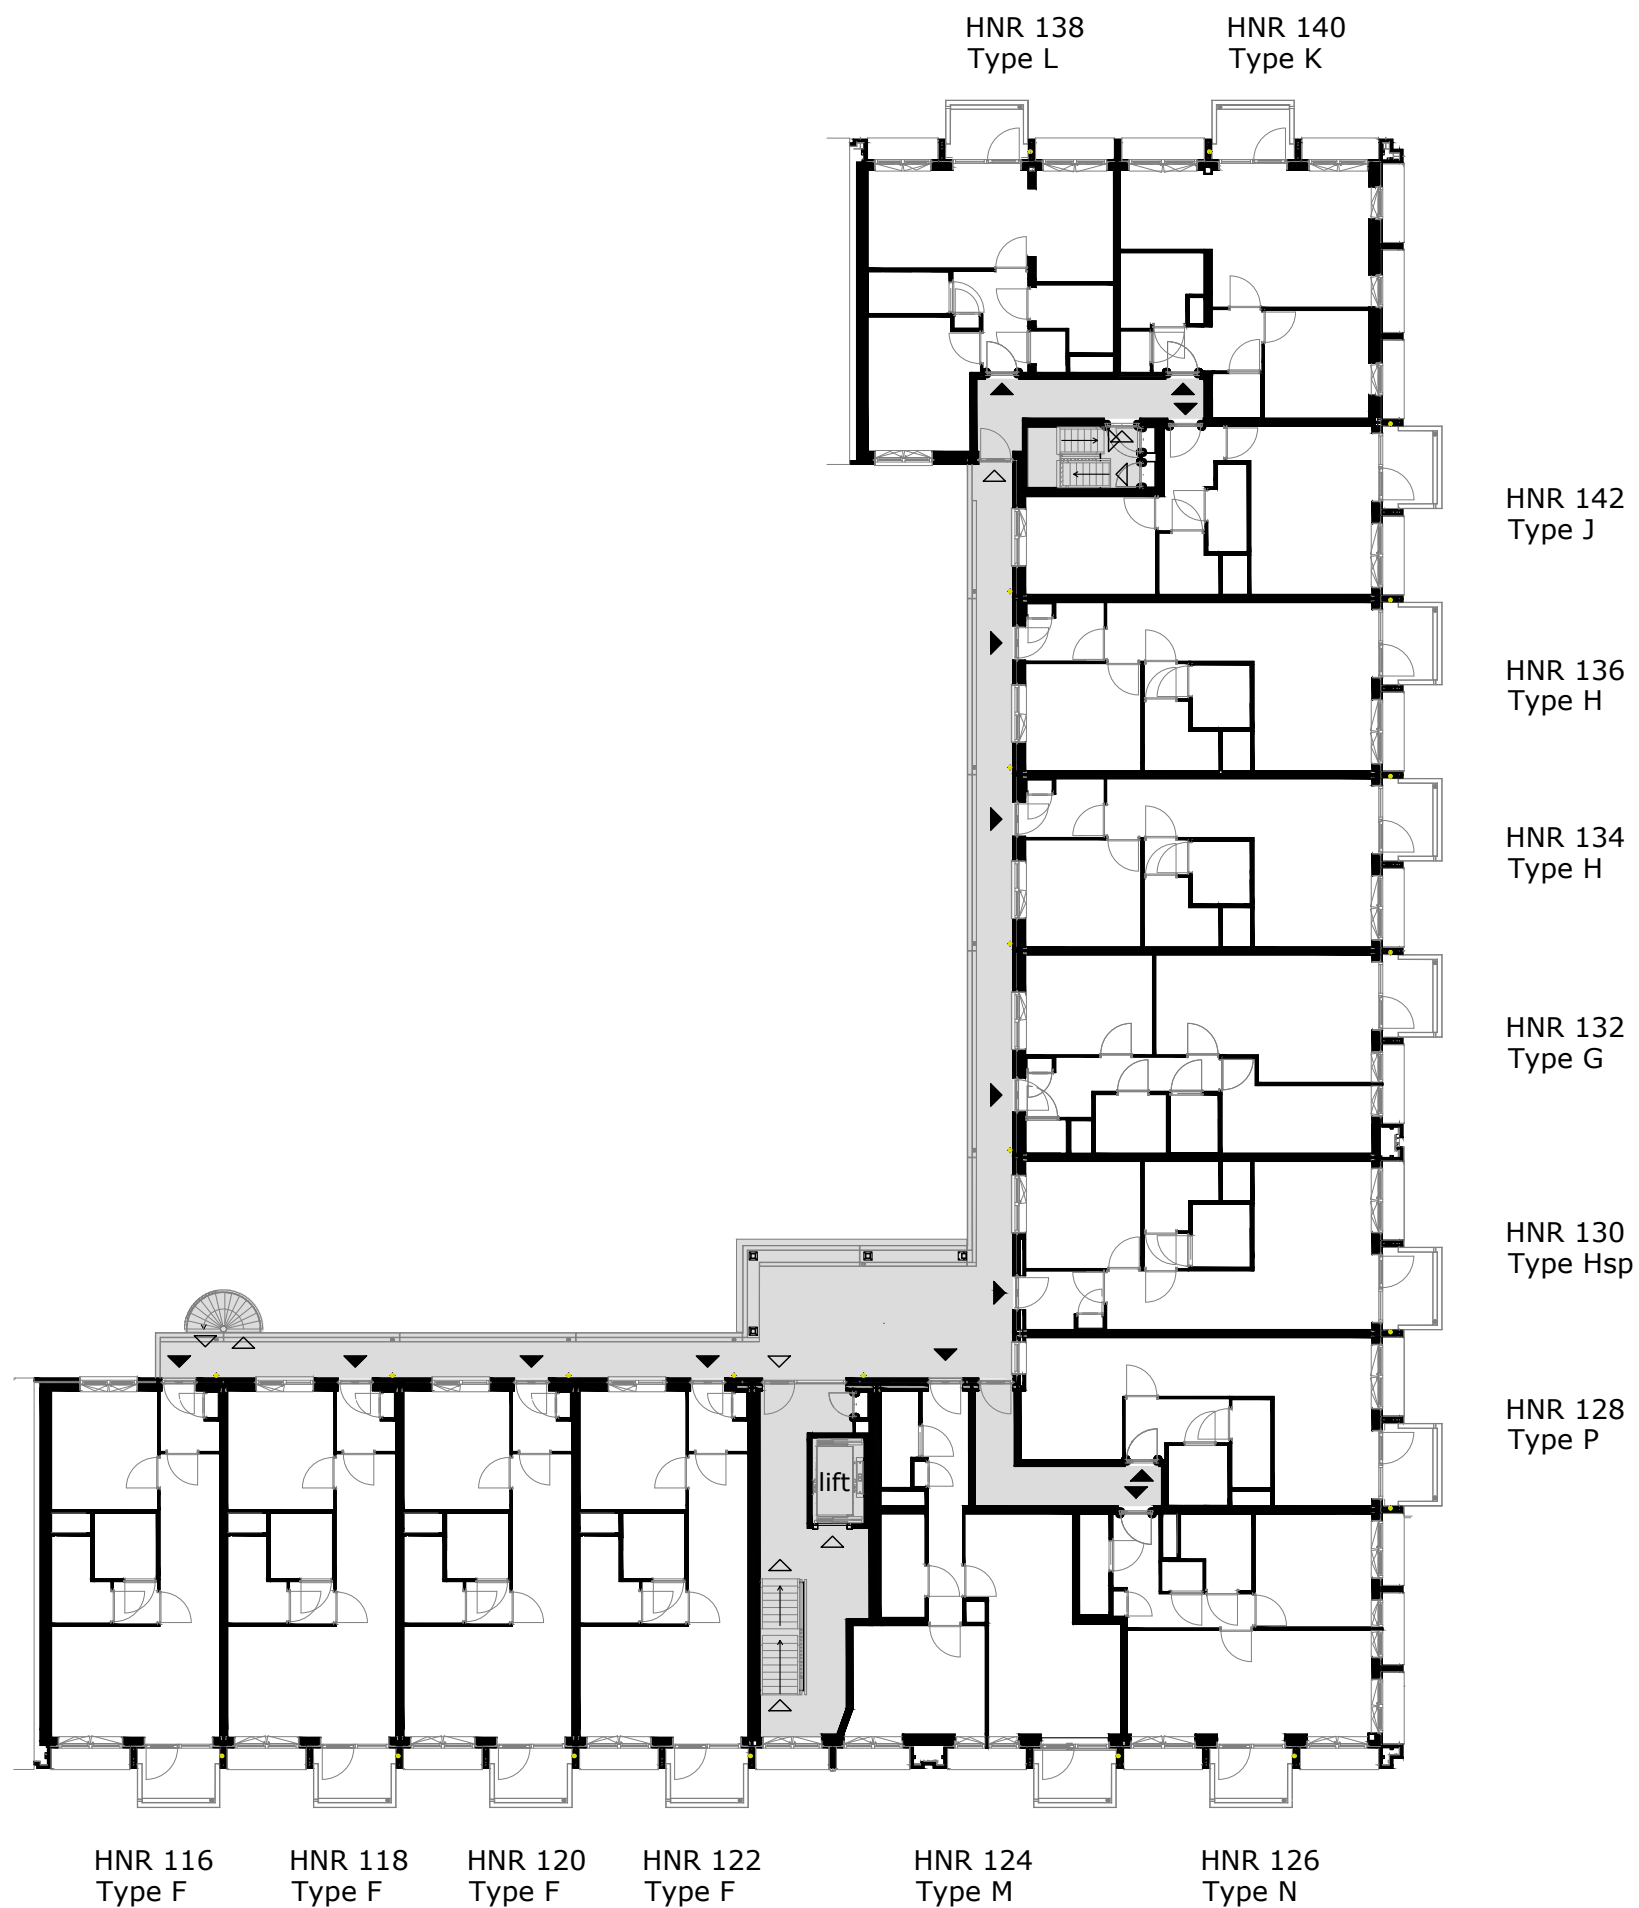 HNR 138
Type L
HNR 140
Type K
HNR 142
Type J
HNR 136
Type H
HNR 134
Type H
HNR 132
Type G
HNR 130
Type Hsp
HNR 128
Type P
lift
HNR 116
Type F
HNR 118
Type F
HNR 120
Type F
HNR 122
Type F
HNR 124
Type M
HNR 126
Type N